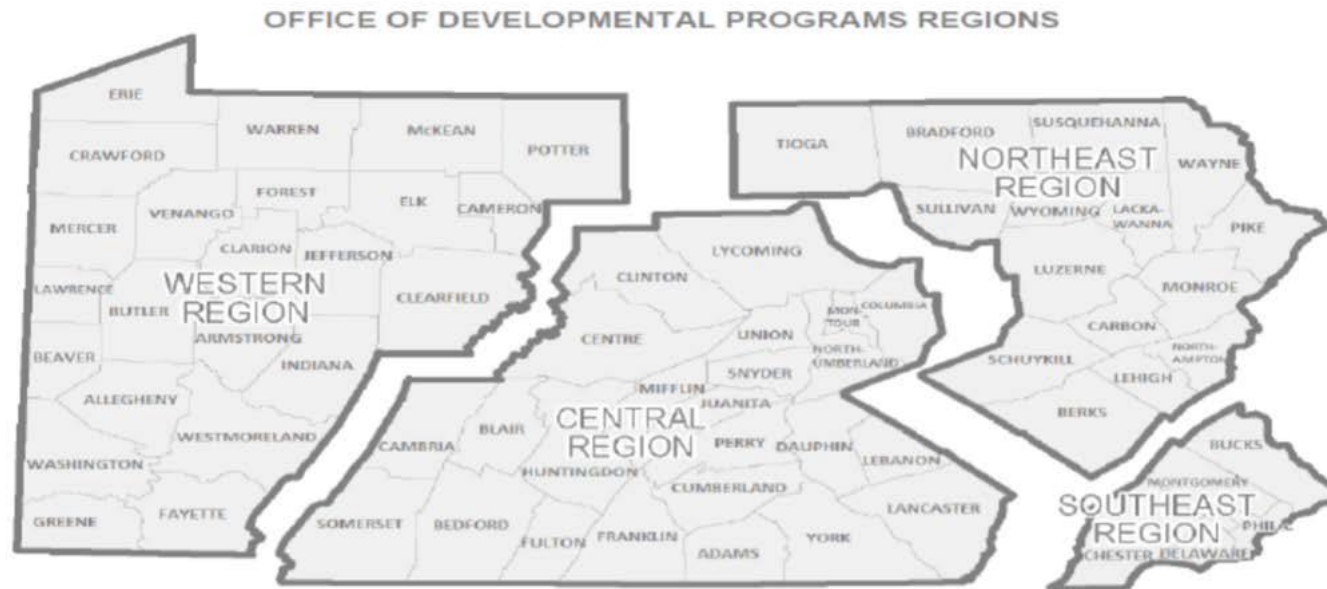 OFFICE OF DEVELOPMENTAL PROGRAMS REGIONS
ERIE
WARREN
McKEAN
POTTER
CRAWFORD
FOREST
ELK
CAMERON
VENANGO
MERCER
CLARION
JEFFERSON
WESTERN
REGION
CLEARFIELD
LAWRENCE
BUTLER
ARMSTRONG
BEAVER
INDIANA
ALLEGHENY
WESTMORELAND
WASHINGTON
FAYETTE
GREENE
TIOGA
BRADFORD
SUSQUEHANNA
NORTHEAST
REGION
WAYNE
SULLIVAN
WYOMING
LACKA-
WANNA
PIKE
LUZERNE
MONROE
CARBON
NORTH-
AMPTON
SCHUYKILL
LEHIGH
BERKS
LYCOMING
CLINTON
COLUMBIA
MON-
TOUR
UNION
CENTRE
NORTH-
UMBERLAND
SNYDER
MIFFLIN
JUANITA
CENTRAL
REGION
BLAIR
CAMBRIA
PERRY
DAUPHIN
LEBANON
HUNTINGDON
CUMBERLAND
LANCASTER
SOMERSET
BEDFORD
FULTON
FRANKLIN
ADAMS
YORK
BUCKS
MONTGOMERY
SOUTHEAST
REGION
PHILA
CHESTER
DELAWARE